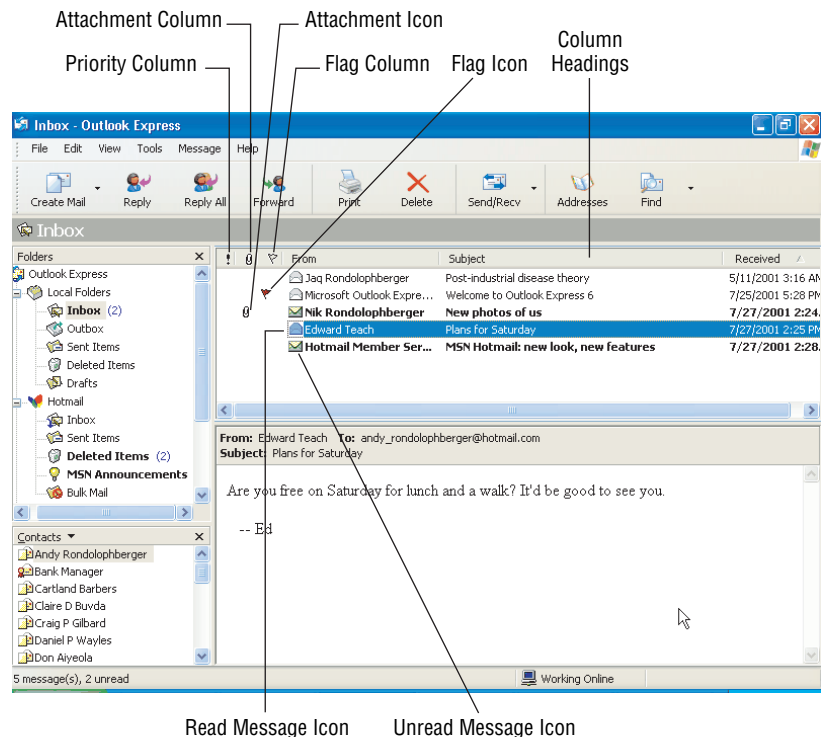 Attachment Column
Attachment Icon
Priority Column
Flag Column
Flag Icon
Column
Headings
Inbox - Outlook Express
File Edit View Tools Message Help
Create Mail Reply Reply All Forward Print Delete Send/Recv Addresses Find
Inbox
Folders
Outlook Express
Local Folders
Inbox (2)
Outbox
Sent Items
Deleted Items
Drafts
Hotmail
Inbox
Sent Items
Deleted Items (2)
MSN Announcements
Bulk Mail
Contacts
Andy Rondolophberger
Bank Manager
Cartland Barbers
Claire D Buvda
Craig P Gilbard
Daniel P Wayles
Don Aiyeola
! From Subject Received
Jaq Rondolophberger Post-industrial disease theory 5/11/2001 3:16 AM
Microsoft Outlook Expre... Welcome to Outlook Express 6 7/25/2001 5:28 PM
Nik Rondolophberger New photos of us 7/27/2001 2:24.
Edward Teach Plans for Saturday 7/27/2001 2:25 PM
Hotmail Member Ser... MSN Hotmail: new look, new features 7/27/2001 2:28.
From: Edward Teach To: andy_rondolophberger@hotmail.com
Subject: Plans for Saturday
Are you free on Saturday for lunch and a walk? It'd be good to see you.
-- Ed
5 message(s), 2 unread
Working Online
Read Message Icon
Unread Message Icon